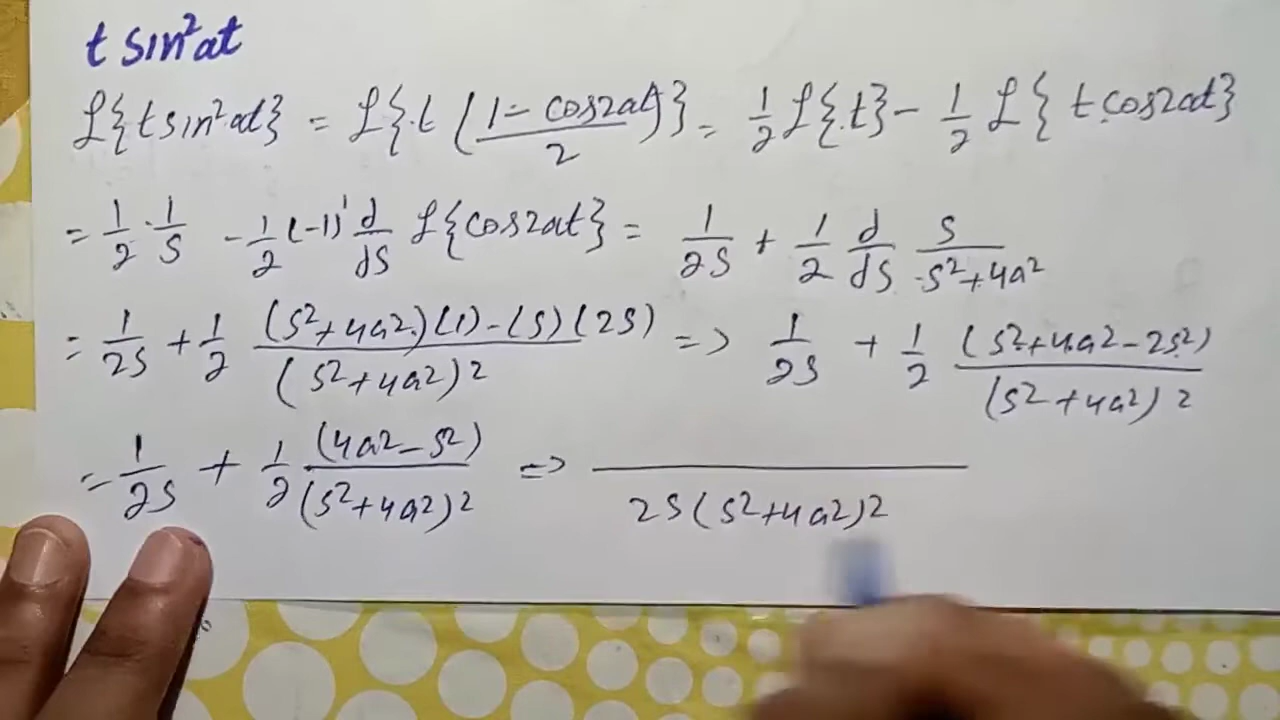 t sin²at
£{t sin²at} = £{.t (1-cos2at)/2} = 1/2 £{.t} - 1/2 £{ t cos2at}
= 1/2 . 1/s - 1/2 (-1)¹ d/ds £{cos2at} = 1/2s + 1/2 d/ds s/s²+4a²
= 1/2s + 1/2 (s²+4a²)(1)-(s)(2s)/(s²+4a²)² => 1/2s + 1/2 (s²+4a²-2s²)/(s²+4a²)²
= 1/2s + 1/2 (4a²-s²)/(s²+4a²)² => /2s(s²+4a²)²